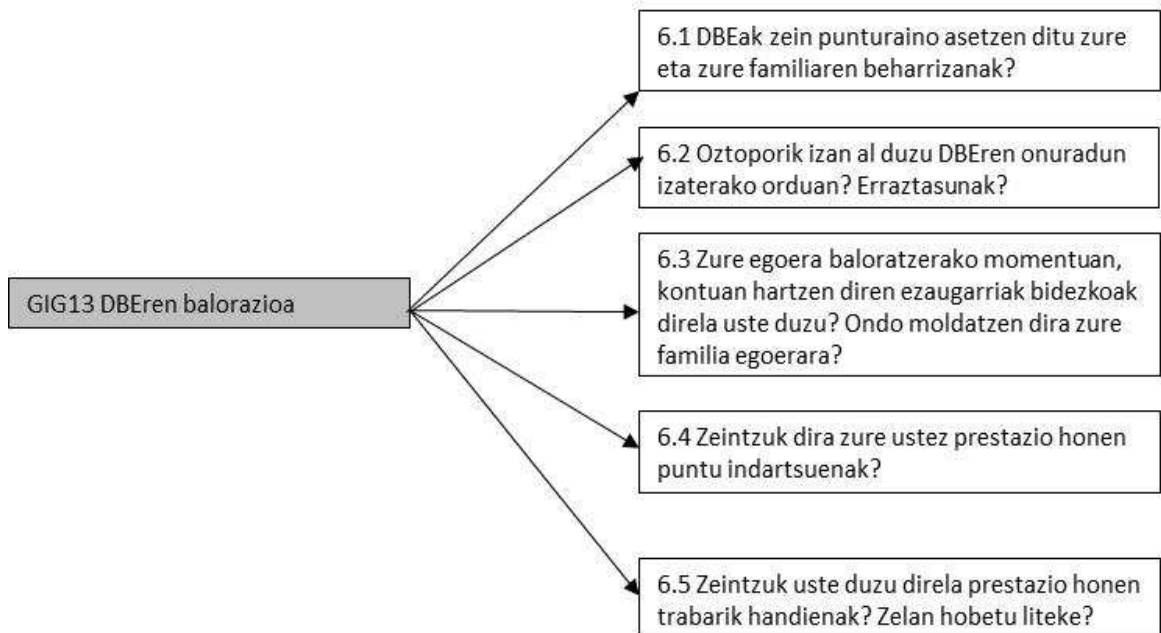 6.1 DBEak zein punturaino asetzen ditu zure
eta zure familiaren beharrizanak?
6.2 Oztoporik izan al duzu DBEren onuradun
izaterako orduan? Erraztasunak?
GIG13 DBEren balorazioa
6.3 Zure egoera baloratzerako momentuan,
kontuan hartzen diren ezaugarriak bidezkoak
direla uste duzu? Ondo moldatzen dira zure
familia egoerara?
6.4 Zeintzuk dira zure ustez prestazio honen
puntu indartsuenak?
6.5 Zeintzuk uste duzu direla prestazio honen
trabarik handienak? Zelan hobetu liteke?